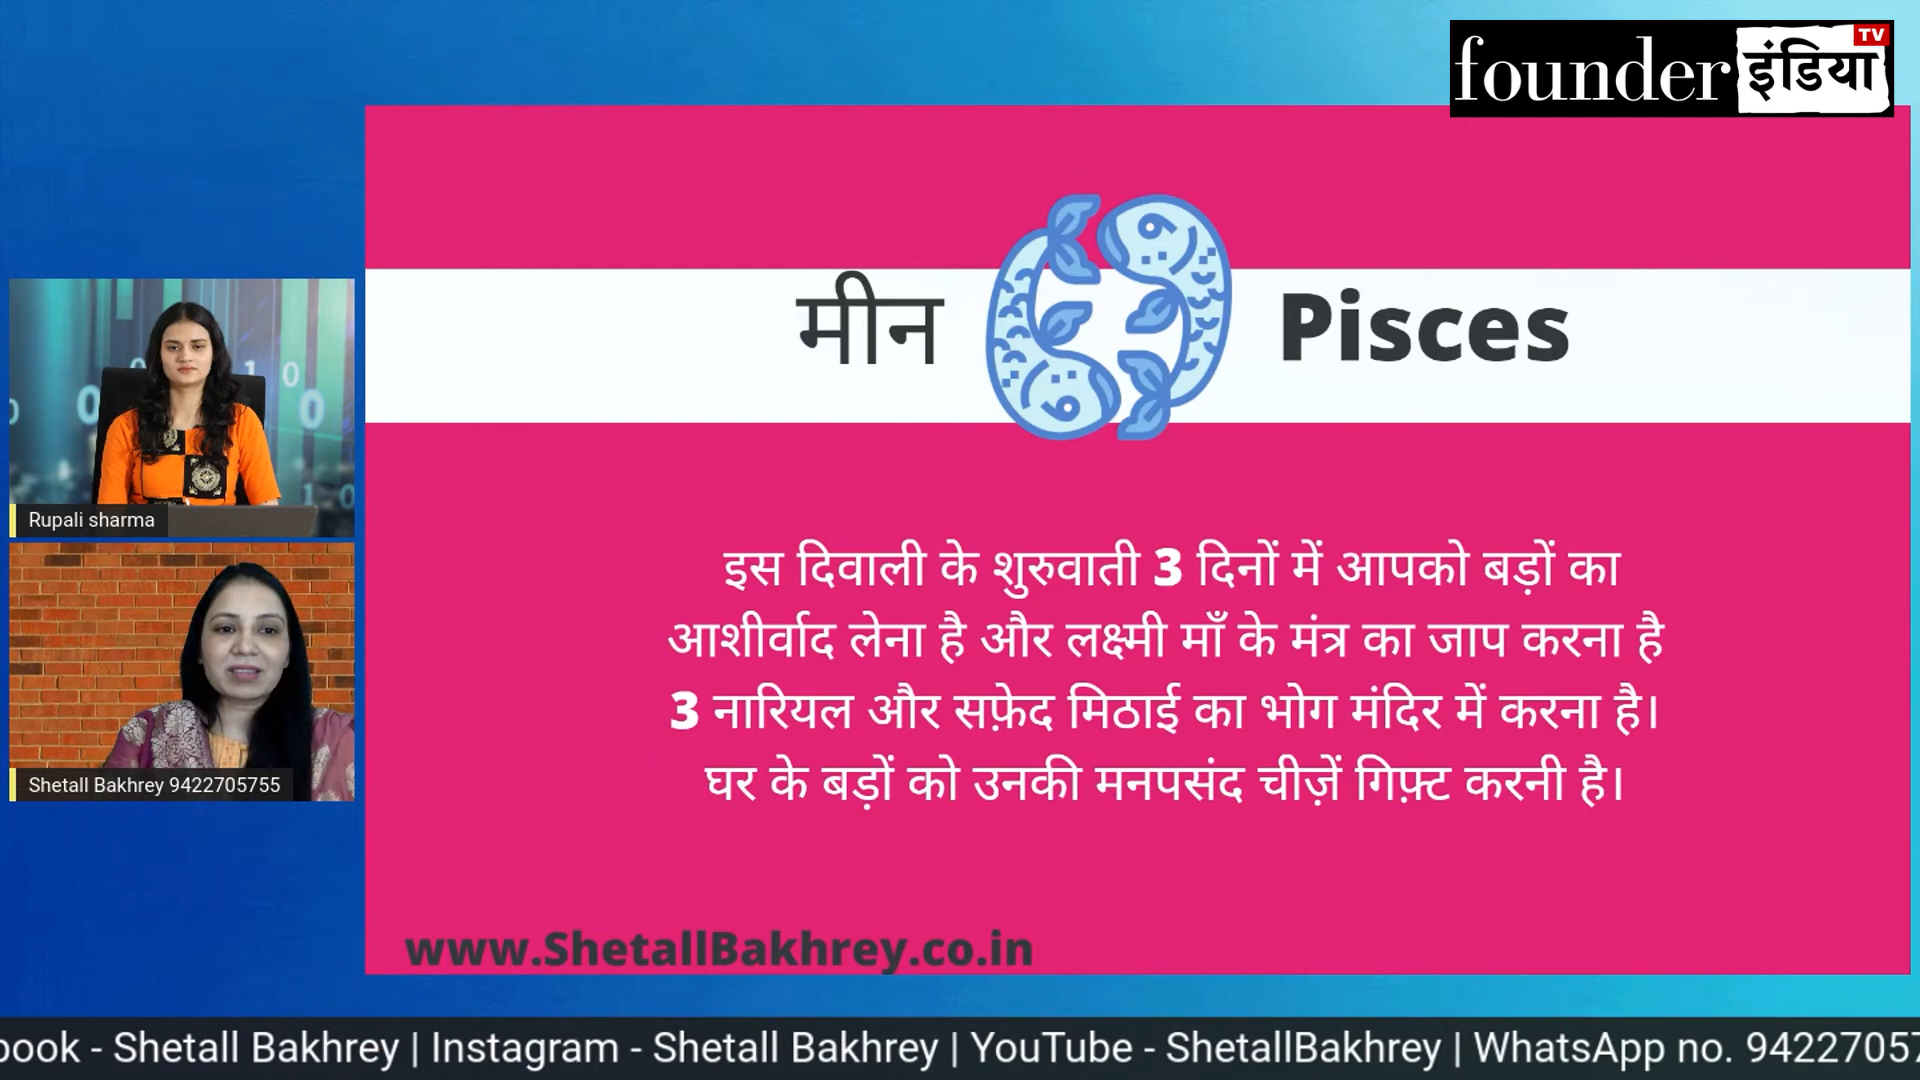 founder इंडिया TV
मीन Pisces
Rupali sharma
Shetall Bakhrey 9422705755
इस दिवाली के शुरुवाती 3 दिनों में आपको बड़ों का
आशीर्वाद लेना है और लक्ष्मी माँ के मंत्र का जाप करना है
3 नारियल और सफ़ेद मिठाई का भोग मंदिर में करना है।
घर के बड़ों को उनकी मनपसंद चीज़ें गिफ़्ट करनी है।
www.ShetallBakhrey.co.in
book - Shetall Bakhrey | Instagram - Shetall Bakhrey | YouTube - ShetallBakhrey | WhatsApp no. 94227057